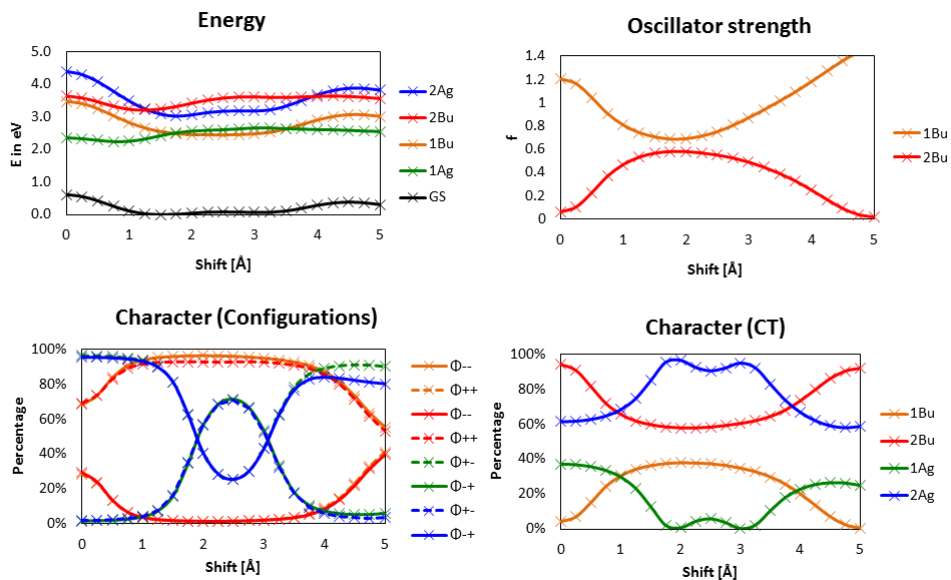 Energy
E in eV
5.0
4.0
3.0
2.0
1.0
0.0
0 1 2 3 4 5
Shift [Å]
2Ag
2Bu
1Bu
1Ag
GS
Oscillator strength
f
1.4
1.2
1
0.8
0.6
0.4
0.2
0
0 1 2 3 4 5
Shift [Å]
1Bu
2Bu
Character (Configurations)
Percentage
100%
80%
60%
40%
20%
0%
0 1 2 3 4 5
Shift [Å]
Φ--
Φ++
Φ--
Φ++
Φ+-
Φ-+
Φ+-
Φ-+
Character (CT)
Percentage
100%
80%
60%
40%
20%
0%
0 1 2 3 4 5
Shift [Å]
1Bu
2Bu
1Ag
2Ag